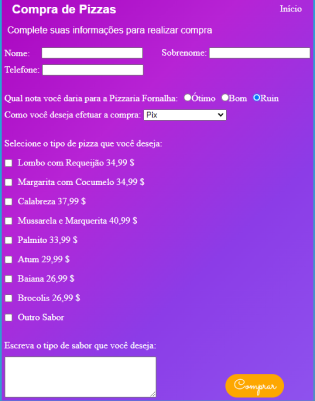 Compra de Pizzas Início
Complete suas informações para realizar compra
Nome: Sobrenome:
Telefone:
Qual nota você daria para a Pizzaria Fornalha: Ótimo Bom Ruin
Como você deseja efetuar a compra: Pix
Selecione o tipo de pizza que você deseja:
Lombo com Requeijão 34,99 $
Margarita com Cocumelo 34,99 $
Calabreza 37,99 $
Mussarela e Marquerita 40,99 $
Palmito 33,99 $
Atum 29,99 $
Baiana 26,99 $
Brocolis 26,99 $
Outro Sabor
Escreva o tipo de sabor que você deseja:
Comprar